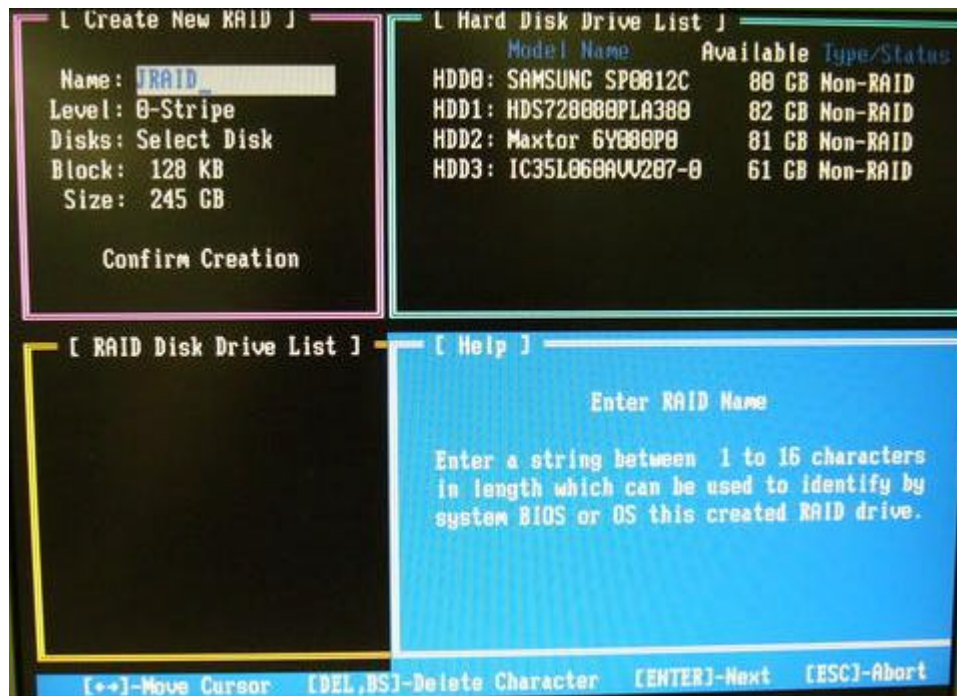 [ Create New RAID ]
Name: JRAID_
Level: 0-Stripe
Disks: Select Disk
Block: 128 KB
Size: 245 GB
Confirm Creation
[ Hard Disk Drive List ]
Model Name Available Type/Status
HDD0: SAMSUNG SP0812C 80 GB Non-RAID
HDD1: HDS728080PLA380 82 GB Non-RAID
HDD2: Maxtor 6Y080P0 81 GB Non-RAID
HDD3: IC35L060AVV207-0 61 GB Non-RAID
[ RAID Disk Drive List ]
[ Help ]
Enter RAID Name
Enter a string between 1 to 16 characters
in length which can be used to identify by
system BIOS or OS this created RAID drive.
[←→]-Move Cursor [DEL,BS]-Delete Character [ENTER]-Next [ESC]-Abort